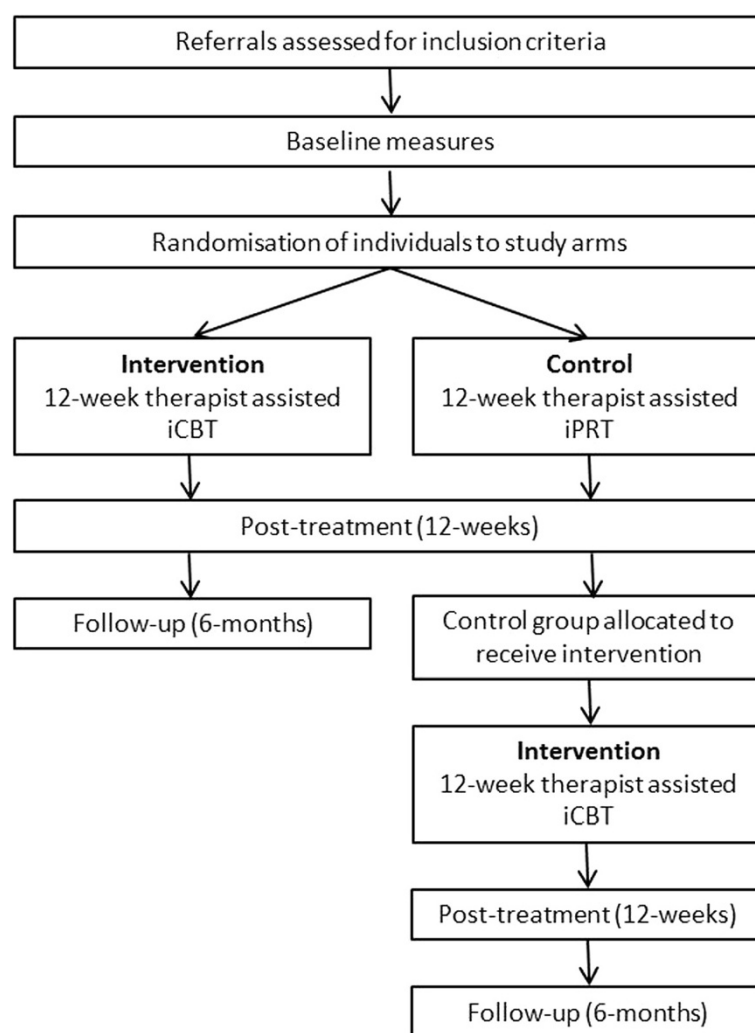 Referrals assessed for inclusion criteria
Baseline measures
Randomisation of individuals to study arms
Intervention
12-week therapist assisted
iCBT
Control
12-week therapist assisted
iPRT
Post-treatment (12-weeks)
Follow-up (6-months)
Control group allocated to
receive intervention
Intervention
12-week therapist assisted
iCBT
Post-treatment (12-weeks)
Follow-up (6-months)